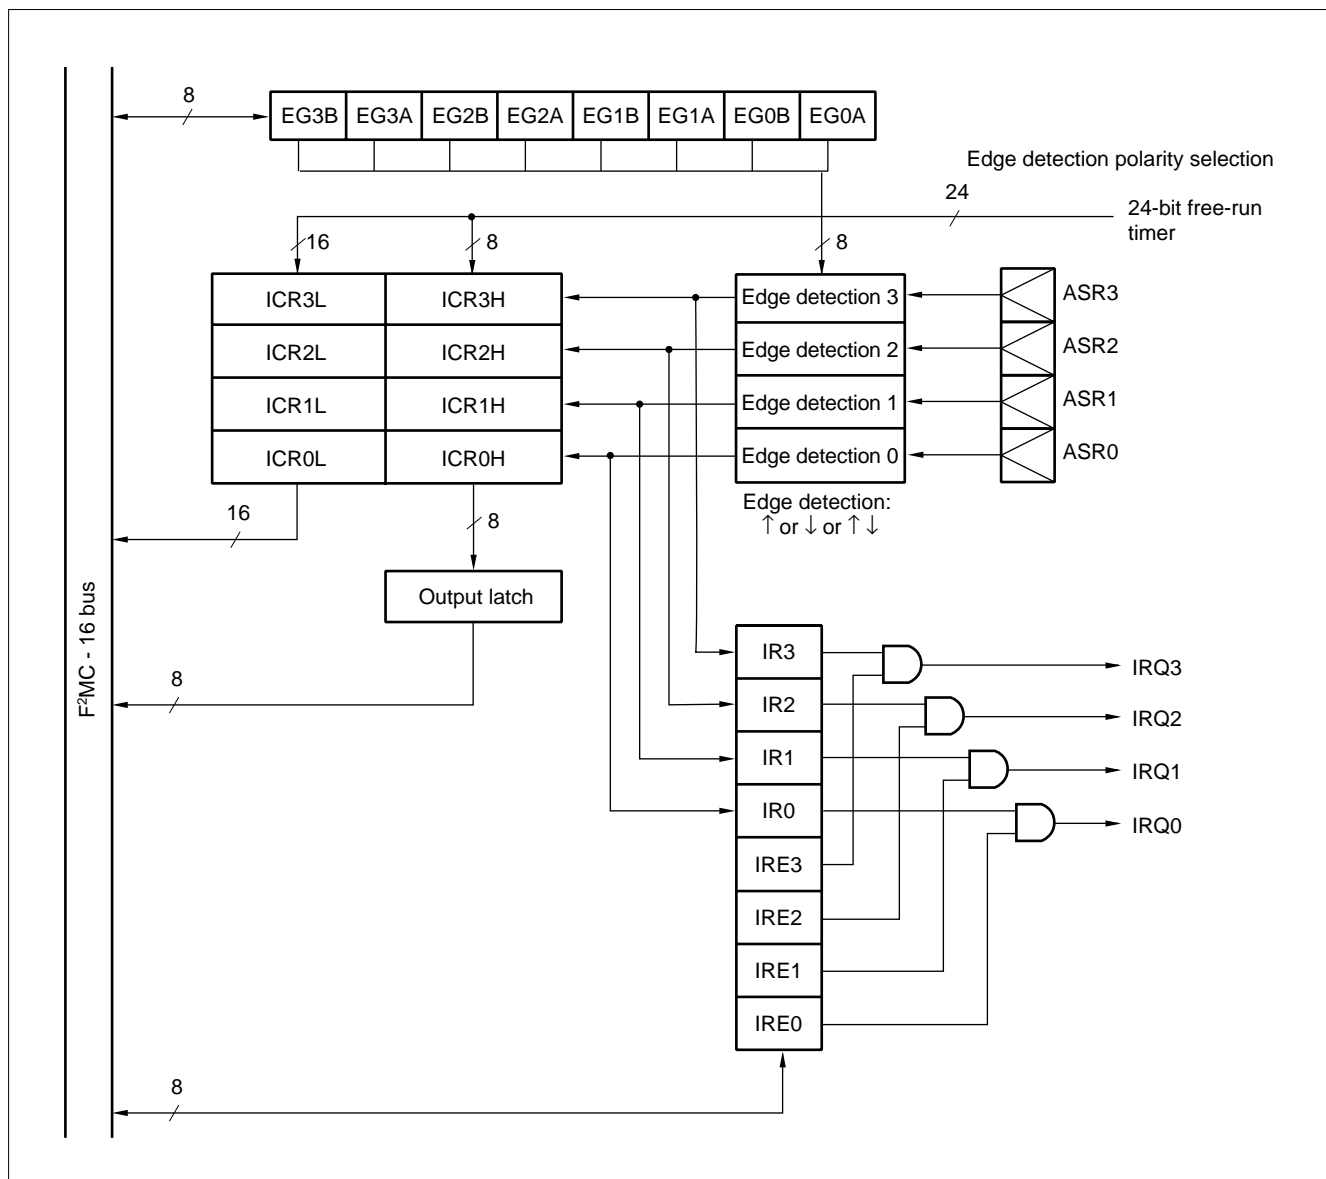 8
EG3B EG3A EG2B EG2A EG1B EG1A EG0B EG0A
Edge detection polarity selection
24
24-bit free-run
timer
16
8
8
ICR3L ICR3H
Edge detection 3
ASR3
ICR2L ICR2H
Edge detection 2
ASR2
ICR1L ICR1H
Edge detection 1
ASR1
ICR0L ICR0H
Edge detection 0
ASR0
Edge detection:
↑ or ↓ or ↑ ↓
16
8
Output latch
F²MC - 16 bus
8
IR3
IRQ3
IR2
IRQ2
IR1
IRQ1
IR0
IRQ0
IRE3
IRE2
IRE1
IRE0
8